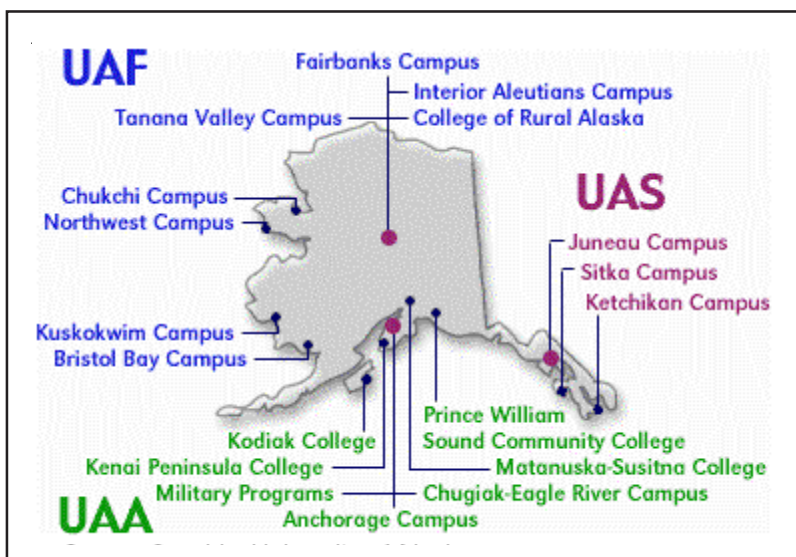 UAF
Fairbanks Campus
Interior Aleutians Campus
Tanana Valley Campus
College of Rural Alaska
UAS
Chukchi Campus
Northwest Campus
Juneau Campus
Sitka Campus
Ketchikan Campus
Kuskokwim Campus
Bristol Bay Campus
Prince William
Sound Community College
Kodiak College
Kenai Peninsula College
Matanuska-Susitna College
Military Programs
Chugiak-Eagle River Campus
UAA
Anchorage Campus